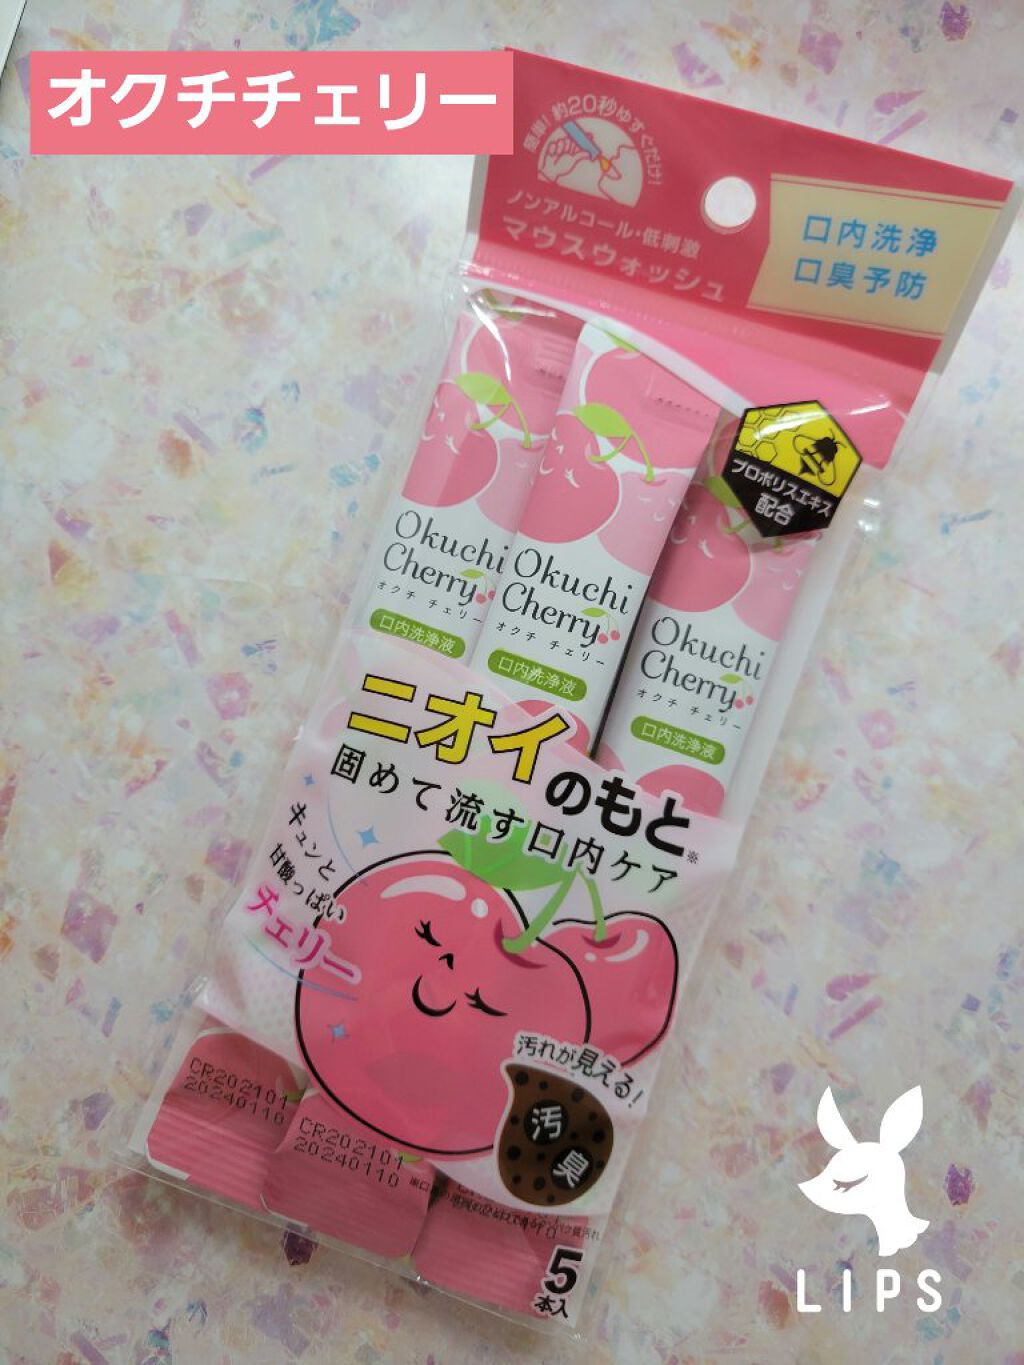 オクチチェリー
簡単!約20秒ゆすぐだけ!
ノンアルコール・低刺激
マウスウォッシュ
口内洗浄
口臭予防
プロポリスエキス
配合
Okuchi
Cherry
オクチ チェリー
口内洗浄液
Okuchi
Cherry
オクチ チェリー
口内洗浄液
Okuchi
Cherry
オクチ チェリー
口内洗浄液
ニオイのもと※
固めて流す口内ケア
キュンと
甘酸っぱい
チェリー
汚れが見える!
汚
臭
CR202101
20240110
CR202101
20240110
5
本入
LIPS